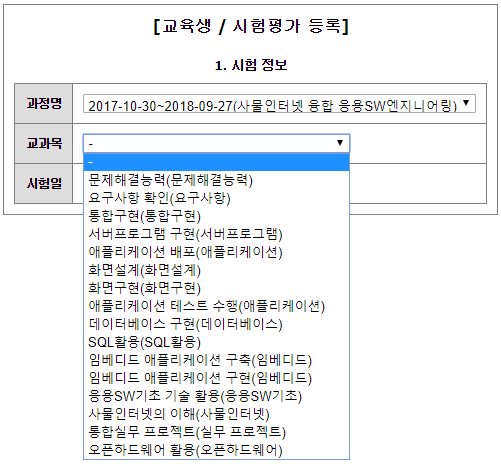 [교육생 / 시험평가 등록]
1. 시험 정보
과정명 2017-10-30~2018-09-27(사물인터넷 융합 응용SW엔지니어링)
교과목 -
-
시험일
문제해결능력(문제해결능력)
요구사항 확인(요구사항)
통합구현(통합구현)
서버프로그램 구현(서버프로그램)
애플리케이션 배포(애플리케이션)
화면설계(화면설계)
화면구현(화면구현)
애플리케이션 테스트 수행(애플리케이션)
데이터베이스 구현(데이터베이스)
SQL활용(SQL활용)
임베디드 애플리케이션 구축(임베디드)
임베디드 애플리케이션 구현(임베디드)
응용SW기초 기술 활용(응용SW기초)
사물인터넷의 이해(사물인터넷)
통합실무 프로젝트(실무 프로젝트)
오픈하드웨어 활용(오픈하드웨어)